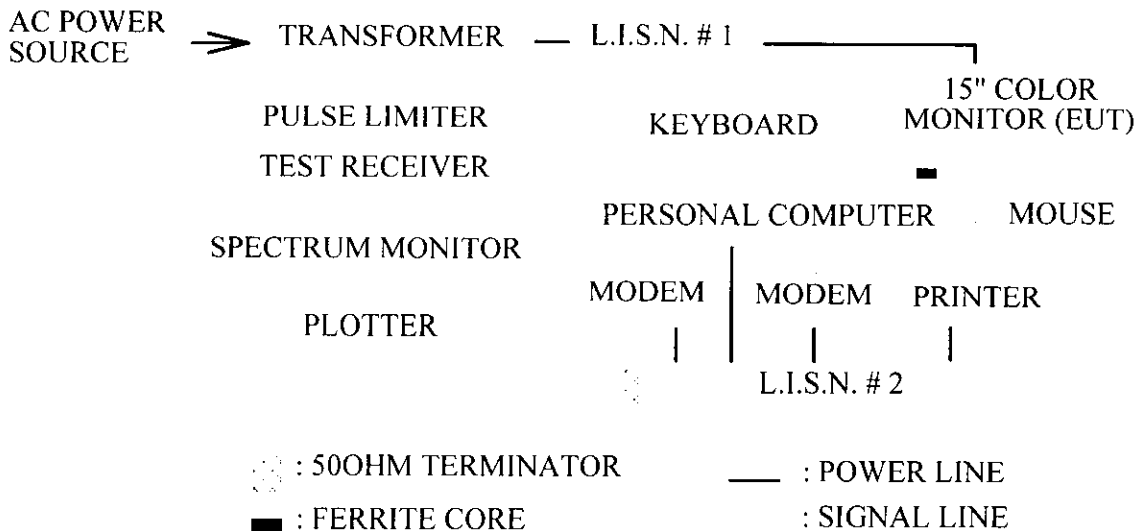 AC POWER
SOURCE
TRANSFORMER
L.I.S.N. # 1
15" COLOR
MONITOR (EUT)
PULSE LIMITER
KEYBOARD
TEST RECEIVER
PERSONAL COMPUTER
MOUSE
SPECTRUM MONITOR
MODEM
MODEM
PRINTER
PLOTTER
L.I.S.N. # 2
: 50OHM TERMINATOR
: POWER LINE
: FERRITE CORE
: SIGNAL LINE